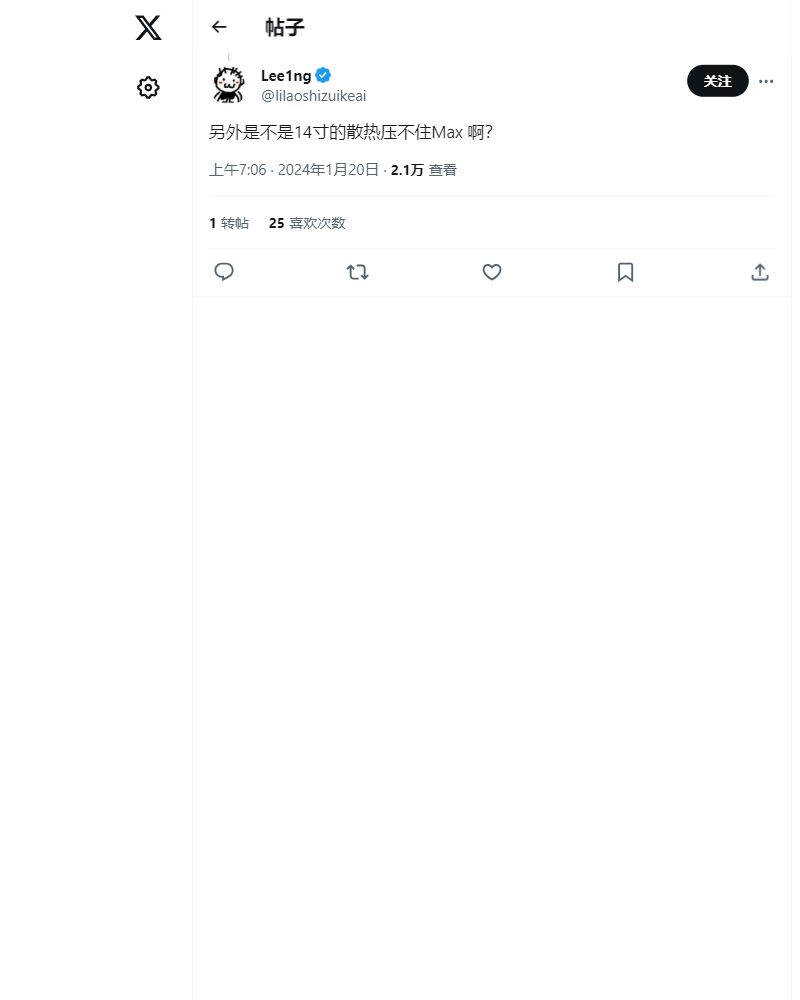 帖子
Lee1ng
@lilaoshizuikeai
关注
另外是不是14寸的散热压不住Max 啊？
上午7:06 · 2024年1月20日 · 2.1万 查看
1 转帖 25 喜欢次数